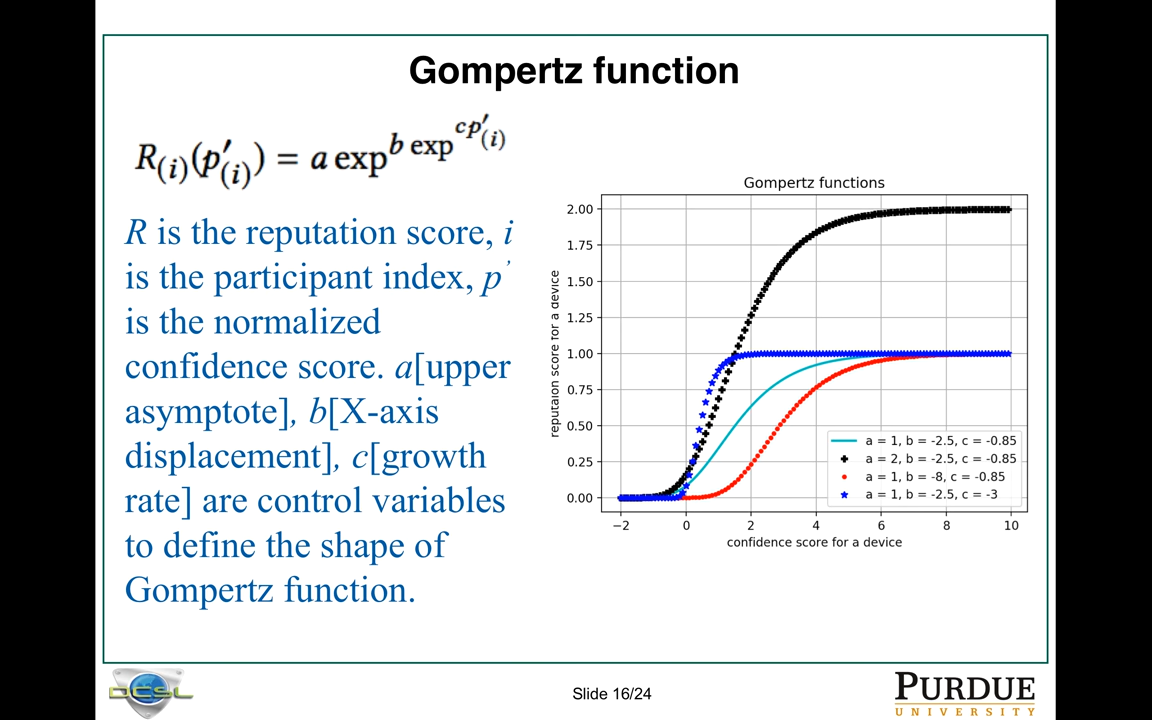 Gompertz function
R(i)(p′(i)) = a exp^b exp^cp′(i)
R is the reputation score, i
is the participant index, p’
is the normalized
confidence score. a[upper
asymptote], b[X-axis
displacement], c[growth
rate] are control variables
to define the shape of
Gompertz function.
Gompertz functions
reputaion score for a device
2.00
1.75
1.50
1.25
1.00
0.75
0.50
0.25
0.00
a = 1, b = -2.5, c = -0.85
a = 2, b = -2.5, c = -0.85
a = 1, b = -8, c = -0.85
a = 1, b = -2.5, c = -3
−2 0 2 4 6 8 10
confidence score for a device
DCSL
Slide 16/24
PURDUE
UNIVERSITY